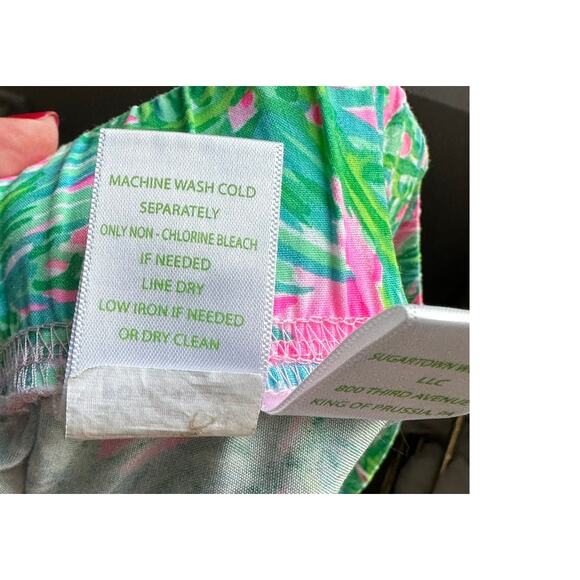 MACHINE WASH COLD
SEPARATELY
ONLY NON - CHLORINE BLEACH
IF NEEDED
LINE DRY
LOW IRON IF NEEDED
OR DRY CLEAN
SUGARTOWN
LLC
800 THIRD AVENUE
KING OF PRUSSIA, PA